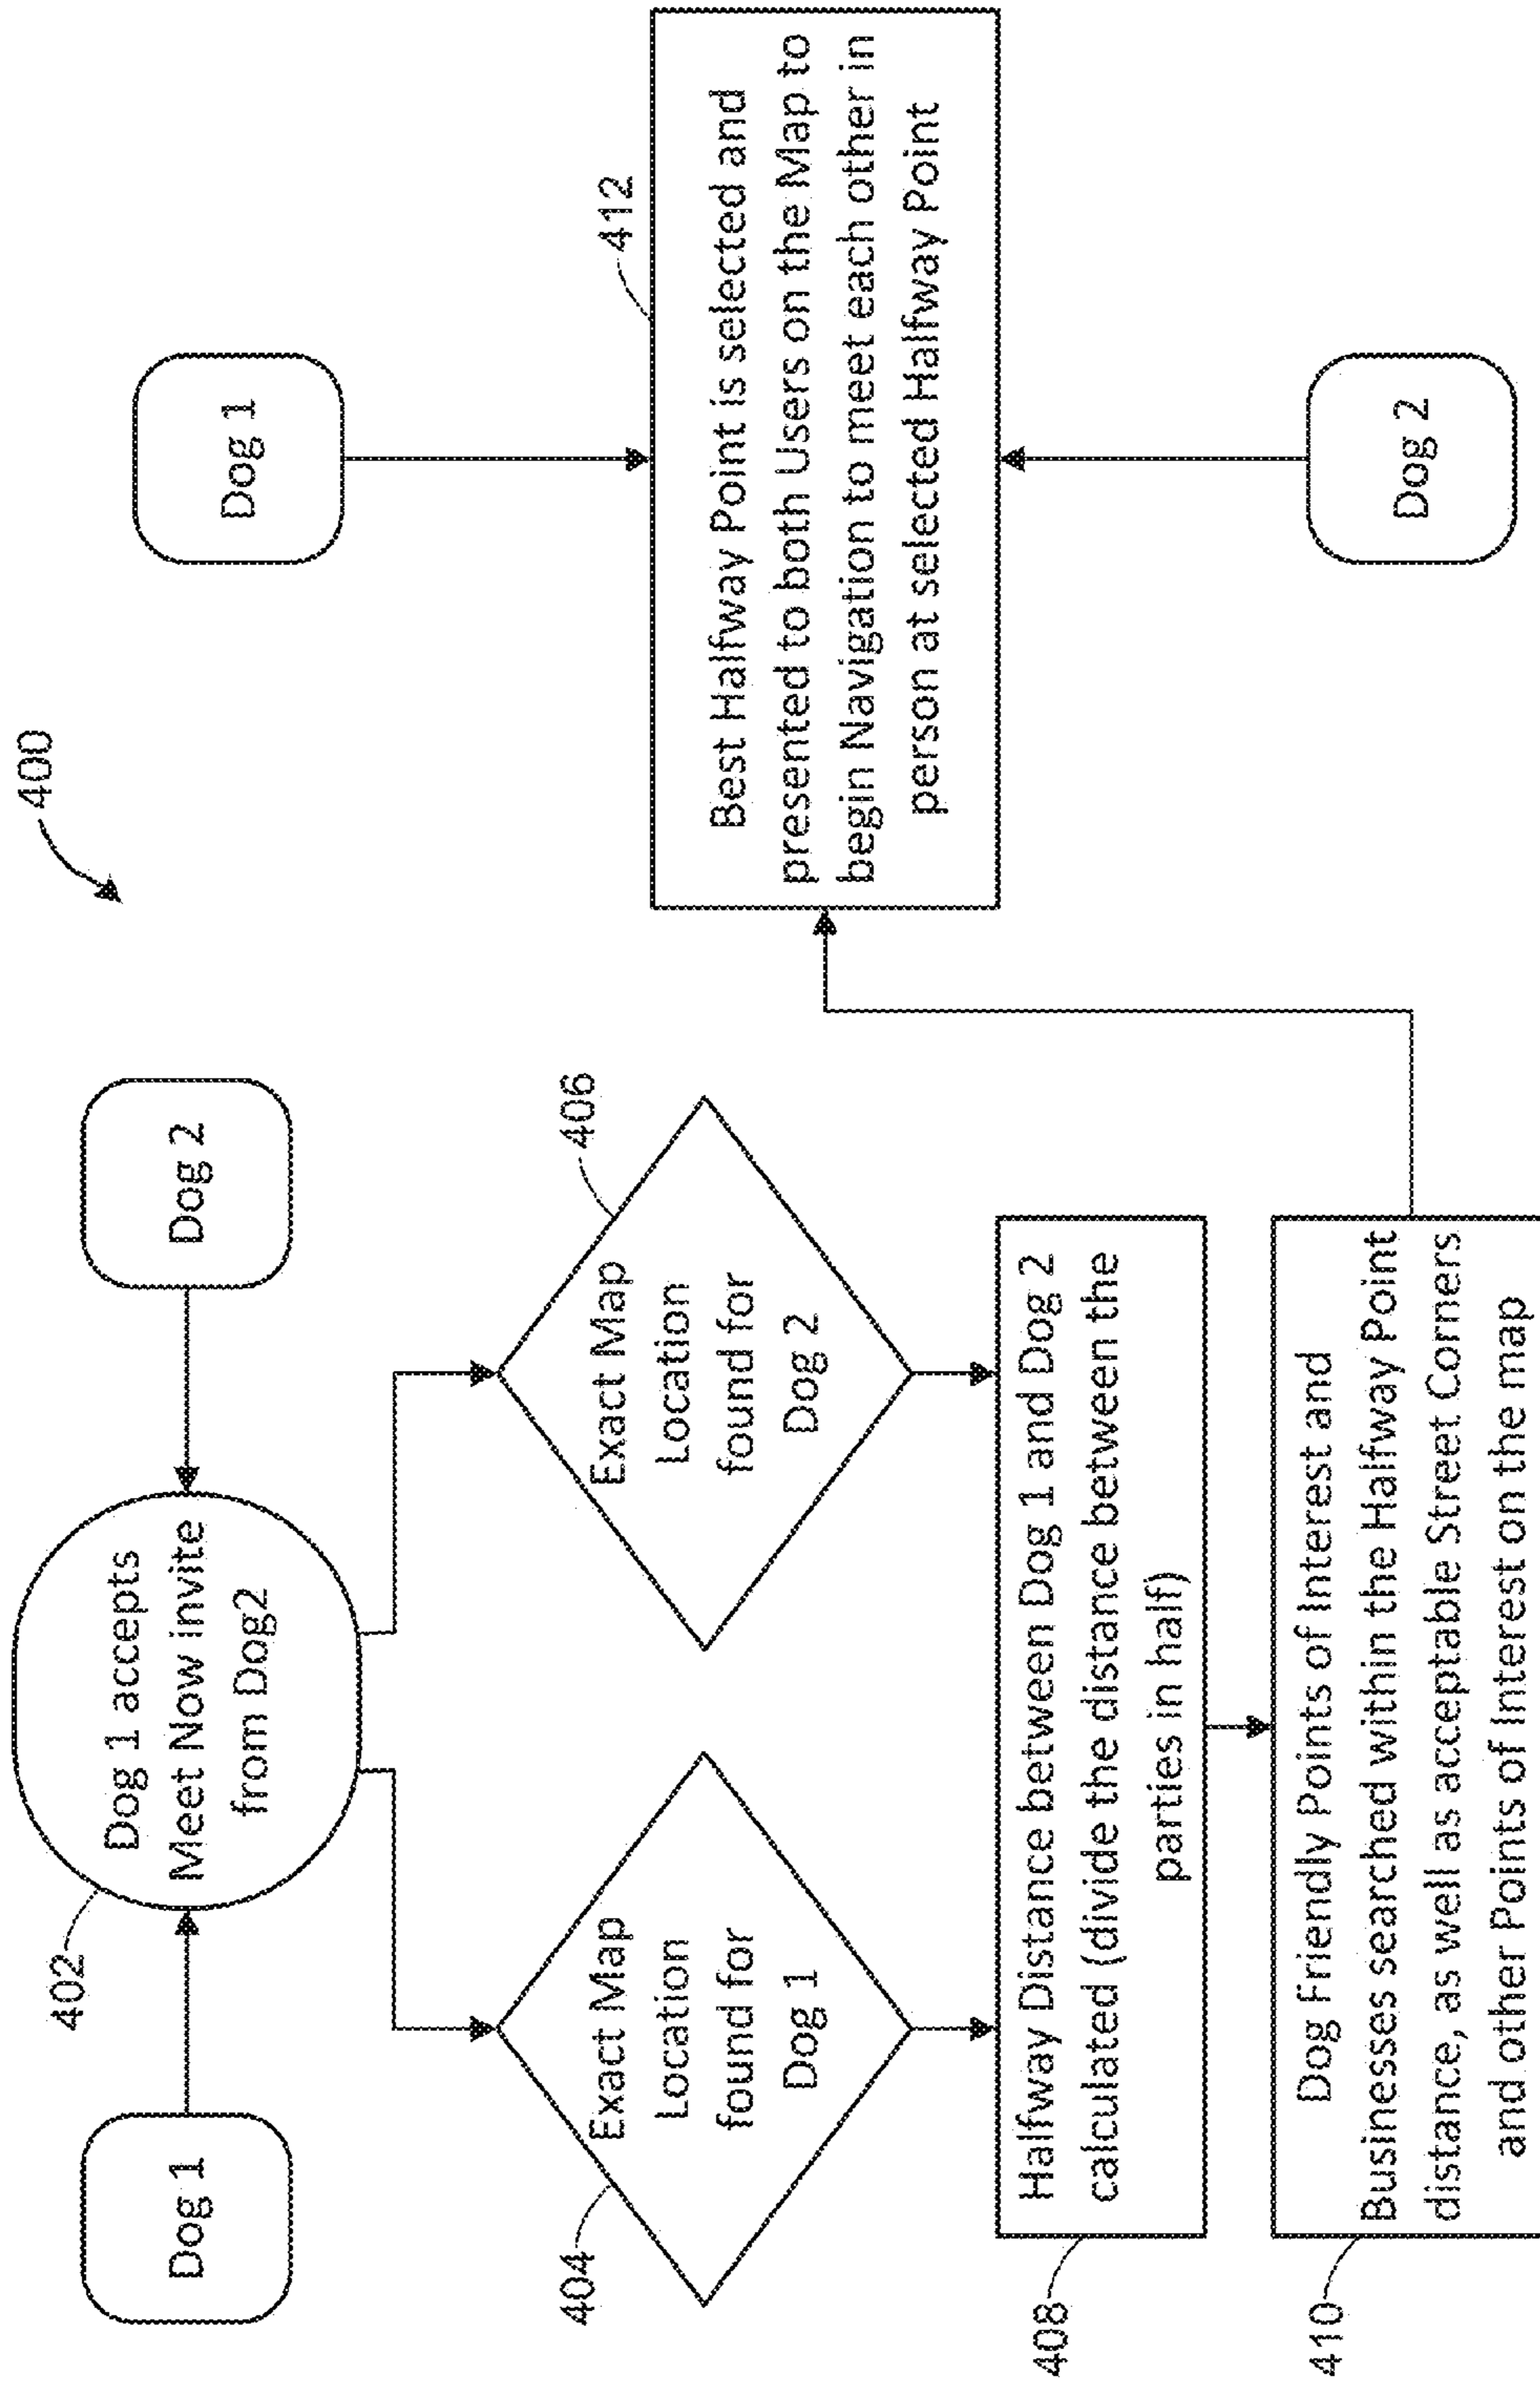 400
Dog 1
402
Dog 1 accepts
Meet Now invite
from Dog2
Dog 2
404
Exact Map
Location
found for
Dog 1
406
Exact Map
Location
found for
Dog 2
408
Halfway Distance between Dog 1 and Dog 2
calculated (divide the distance between the
parties in half)
410
Dog Friendly Points of Interest and
Businesses searched within the Halfway Point
distance, as well as acceptable Street Corners
and other Points of Interest on the map
Dog 1
412
Best Halfway Point is selected and
presented to both Users on the Map to
begin Navigation to meet each other in
person at selected Halfway Point
Dog 2